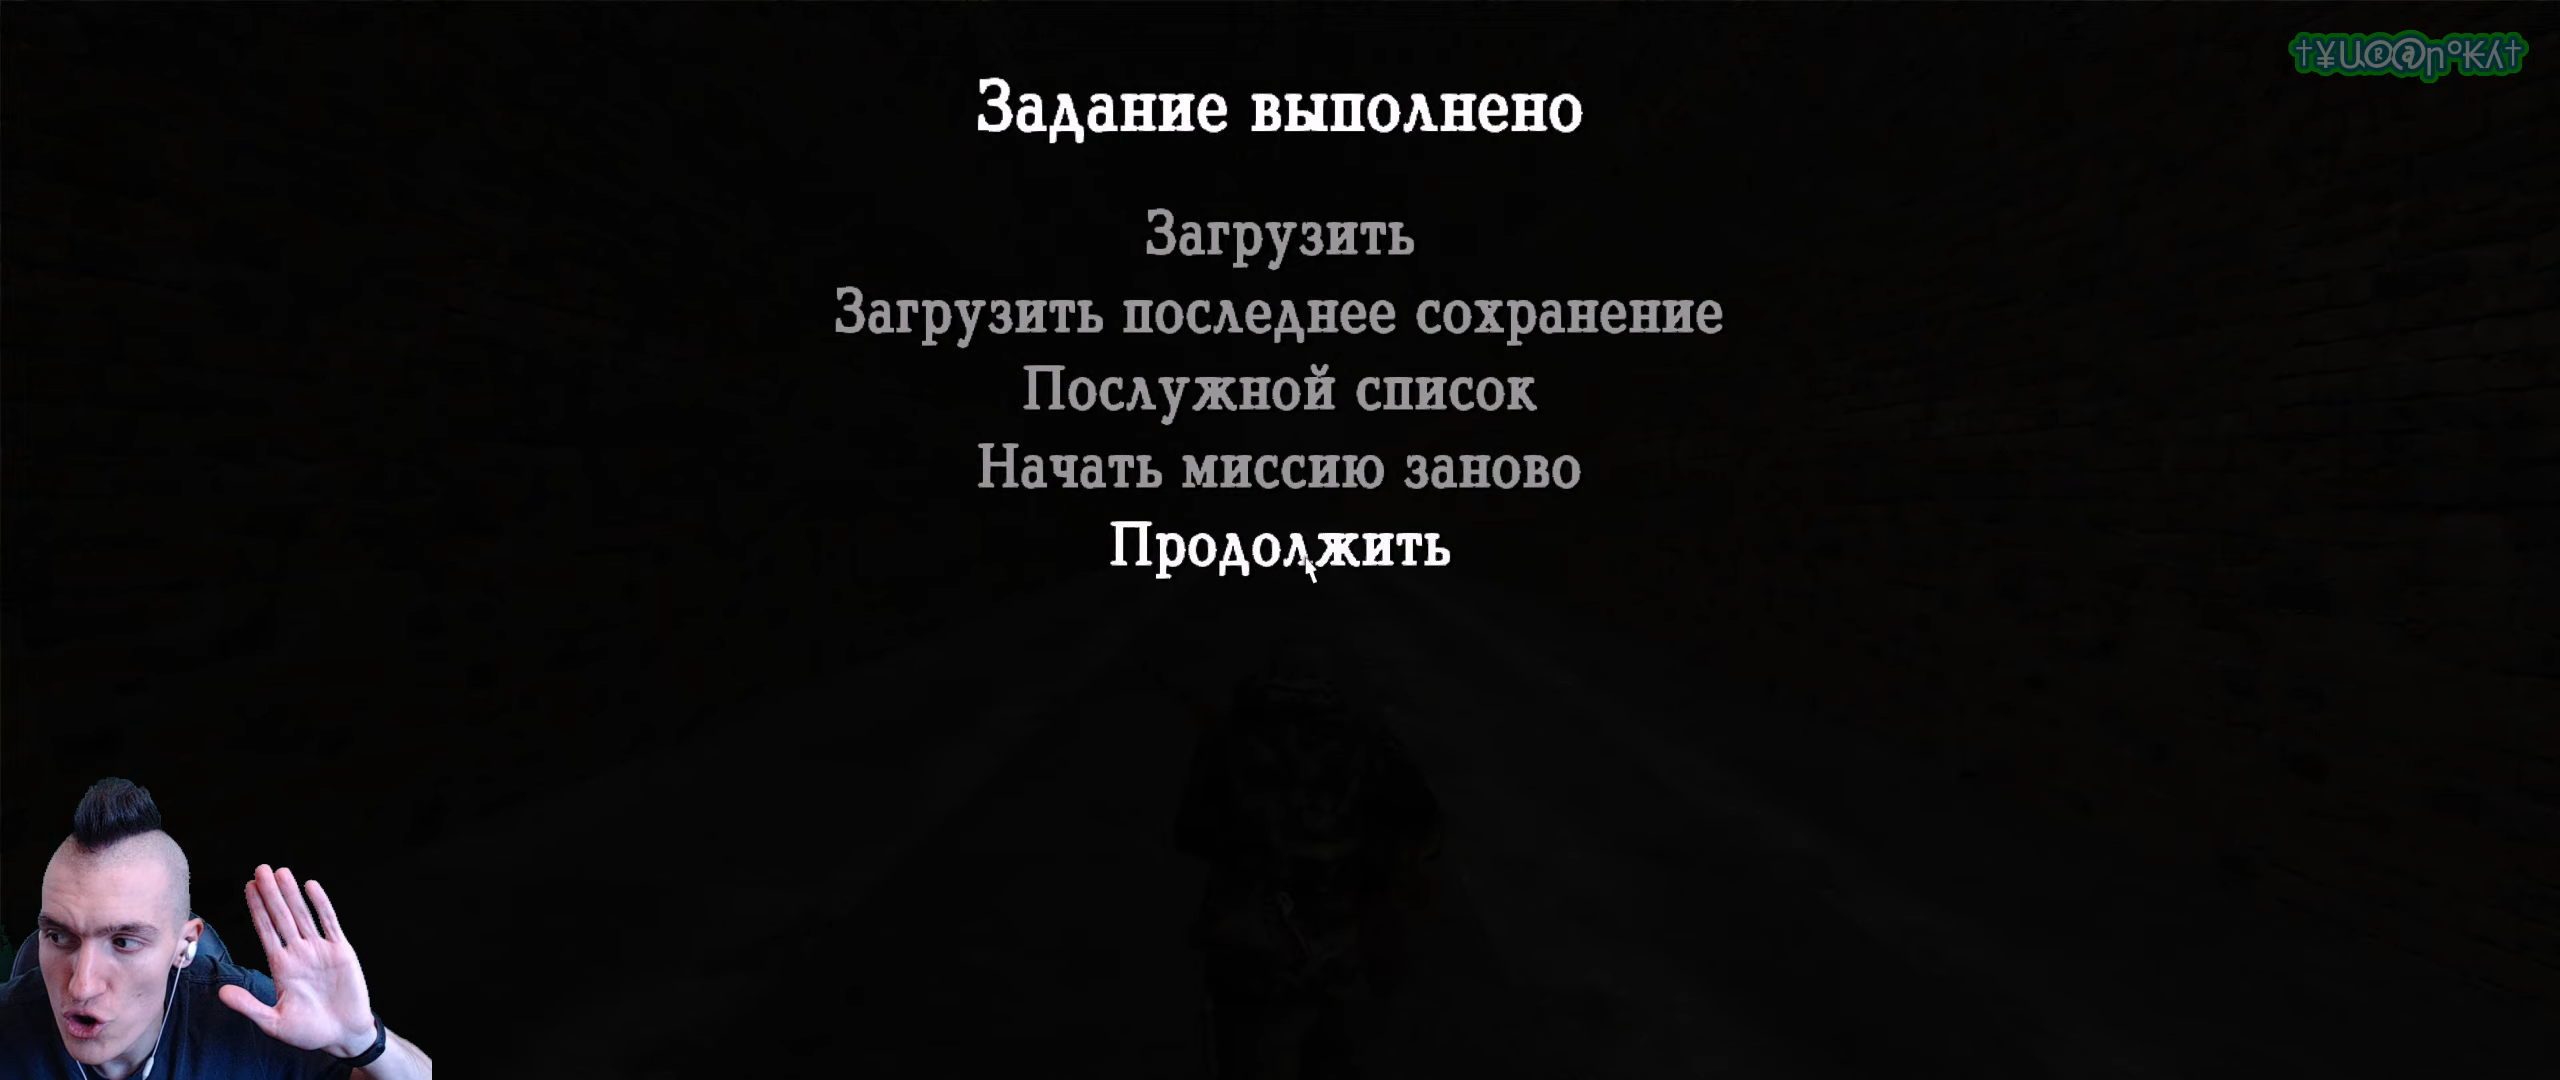 †¥U®@ɲ°₭ʎ†
Задание выполнено
Загрузить
Загрузить последнее сохранение
Послужной список
Начать миссию заново
Продолжить